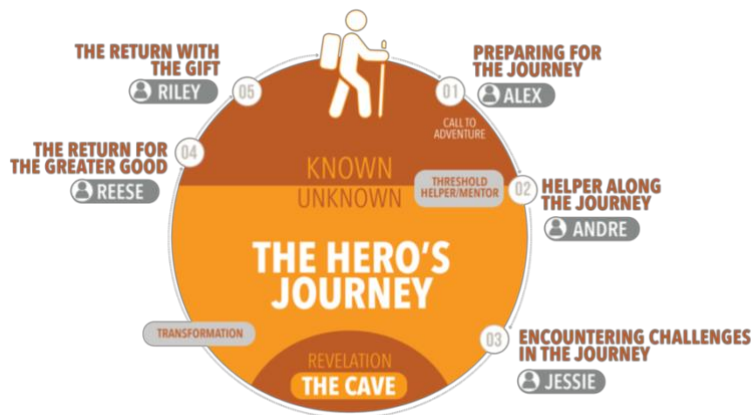 THE RETURN WITH
THE GIFT
RILEY
05
PREPARING FOR
THE JOURNEY
01
ALEX
CALL TO
ADVENTURE
THE RETURN FOR
THE GREATER GOOD
04
REESE
KNOWN
UNKNOWN
THRESHOLD
HELPER/MENTOR
02
HELPER ALONG
THE JOURNEY
ANDRE
THE HERO'S
JOURNEY
TRANSFORMATION
03
ENCOUNTERING CHALLENGES
IN THE JOURNEY
JESSIE
REVELATION
THE CAVE